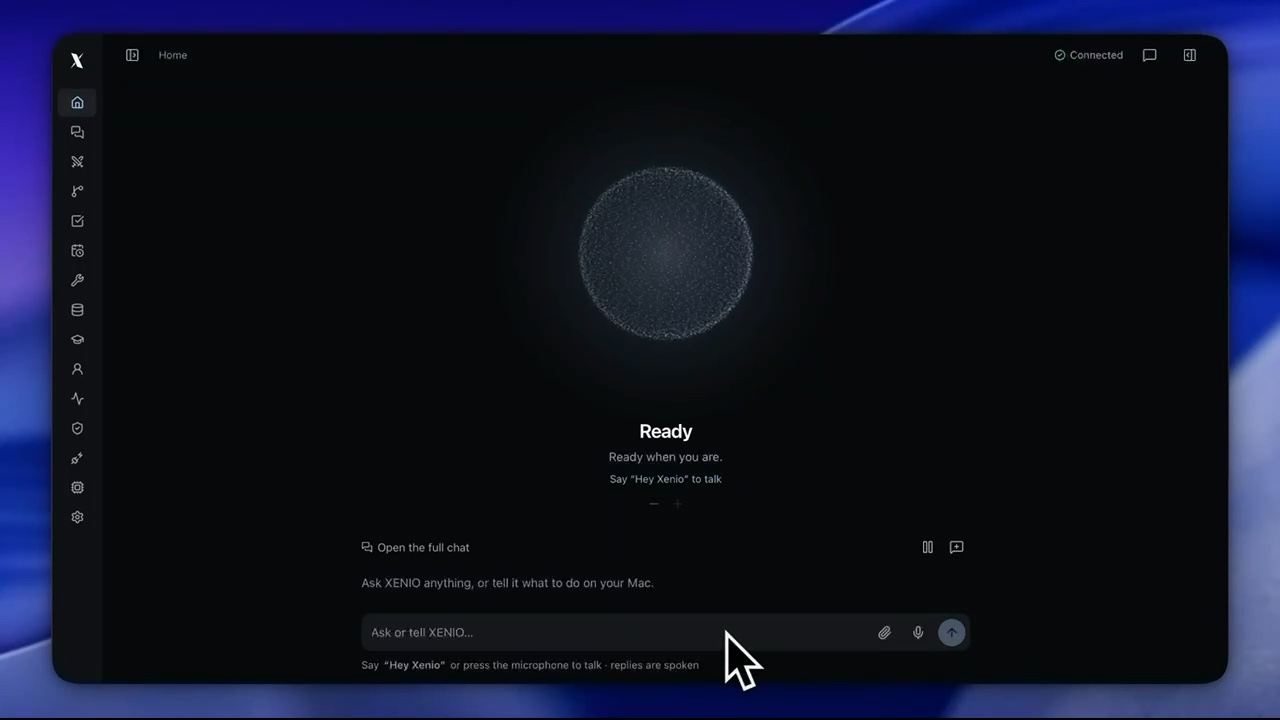 Home
Connected
Ready
Ready when you are.
Say “Hey Xenio” to talk
Open the full chat
Ask XENIO anything, or tell it what to do on your Mac.
Ask or tell XENIO...
Say “Hey Xenio” or press the microphone to talk · replies are spoken